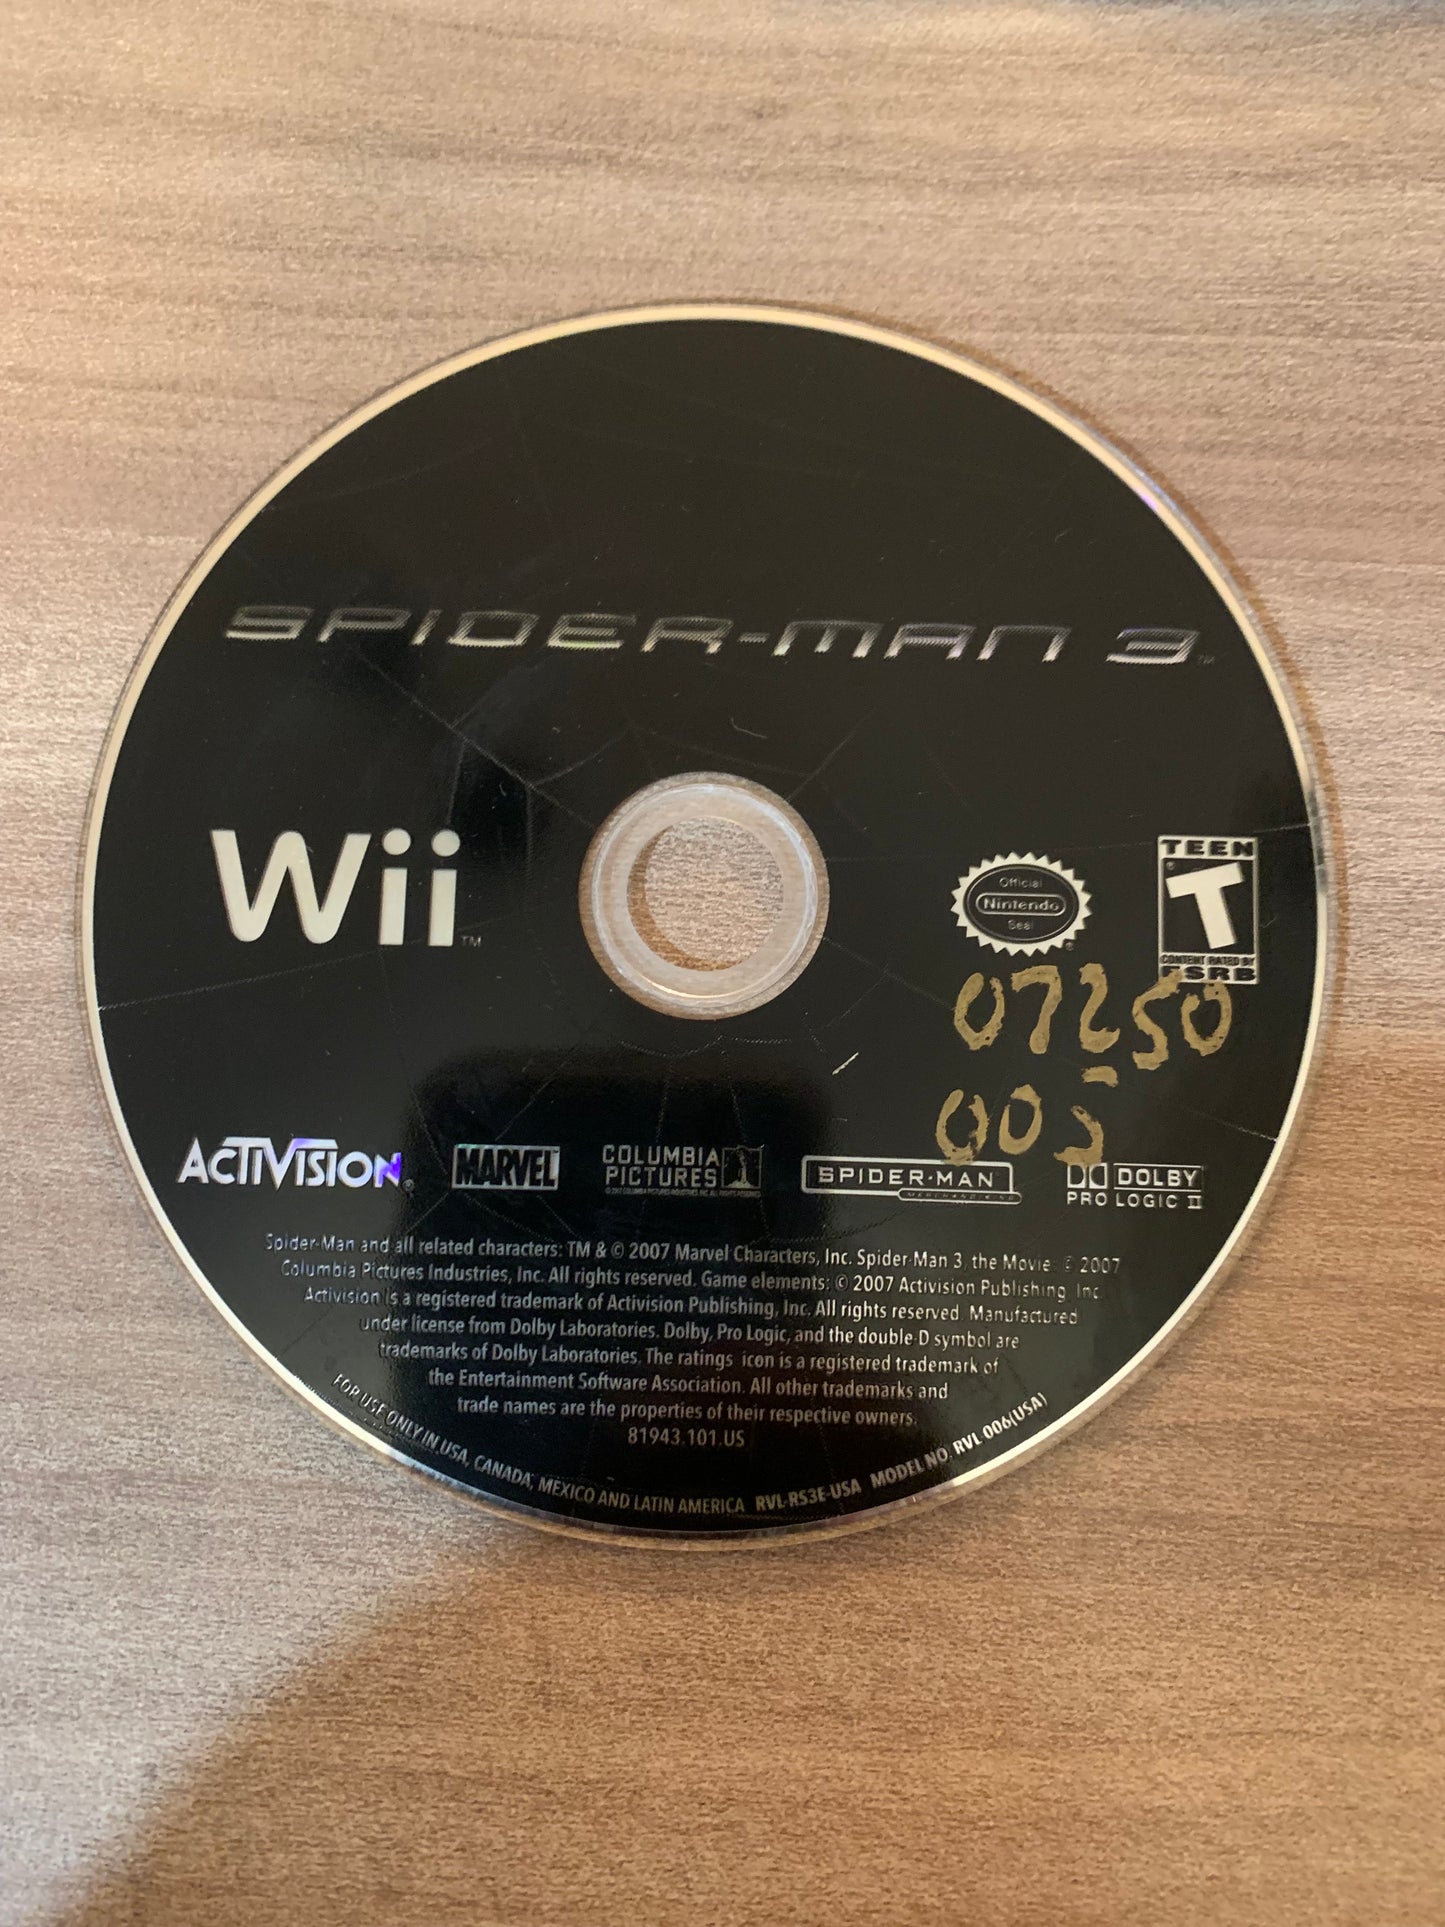 SPIDER-MAN 3™
Wii™
Official
Nintendo
Seal
®
TEEN
T
®
CONTENT RATED BY
ESRB
07250
005
ACTIVISION®
MARVEL
COLUMBIA
PICTURES
SPIDER-MAN
MERCHANDISING
DOLBY
PRO LOGIC II
Spider-Man and all related characters: TM & © 2007 Marvel Characters, Inc. Spider-Man 3, the Movie: © 2007
Columbia Pictures Industries, Inc. All rights reserved. Game elements: © 2007 Activision Publishing, Inc.
Activision is a registered trademark of Activision Publishing, Inc. All rights reserved. Manufactured
under license from Dolby Laboratories. Dolby, Pro Logic, and the double-D symbol are
trademarks of Dolby Laboratories. The ratings icon is a registered trademark of
the Entertainment Software Association. All other trademarks and
trade names are the properties of their respective owners.
81943.101.US
FOR USE ONLY IN USA, CANADA, MEXICO AND LATIN AMERICA RVL-RS3E-USA MODEL NO. RVL-006(USA)